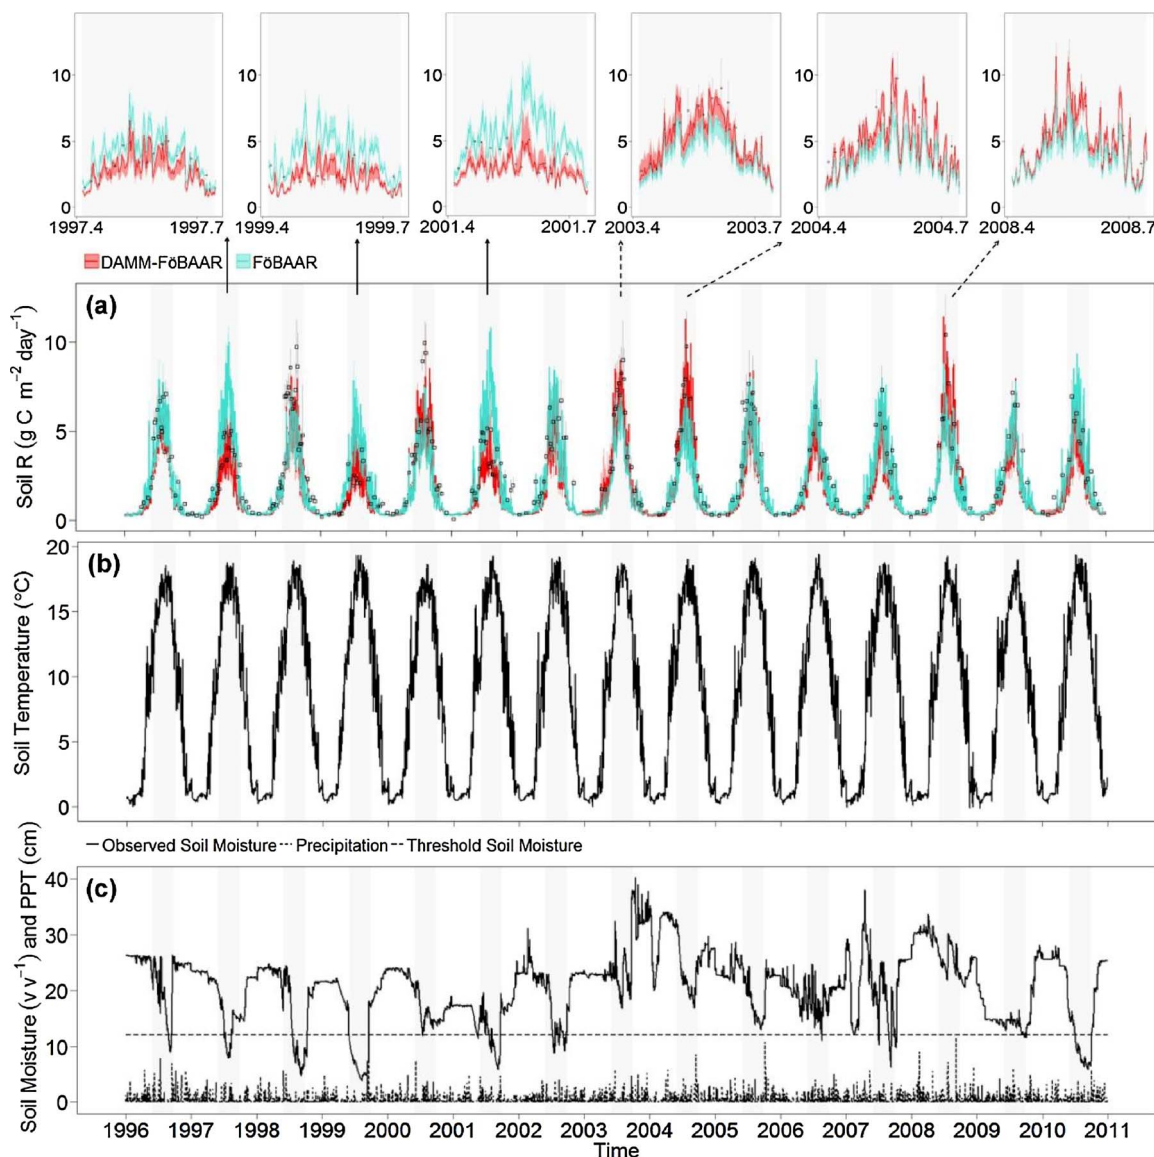 10 10 10 10 10 10
5 5 5 5 5 5
0 0 0 0 0 0
1997.4 1997.7 1999.4 1999.7 2001.4 2001.7 2003.4 2003.7 2004.4 2004.7 2008.4 2008.7
DAMM-FöBAAR FöBAAR
(a)
Soil R (g C m⁻² day⁻¹)
10
5
0
(b)
Soil Temperature (°C)
20
15
10
5
0
Observed Soil Moisture Precipitation Threshold Soil Moisture
(c)
Soil Moisture (v v⁻¹) and PPT (cm)
40
30
20
10
0
1996 1997 1998 1999 2000 2001 2002 2003 2004 2005 2006 2007 2008 2009 2010 2011
Time